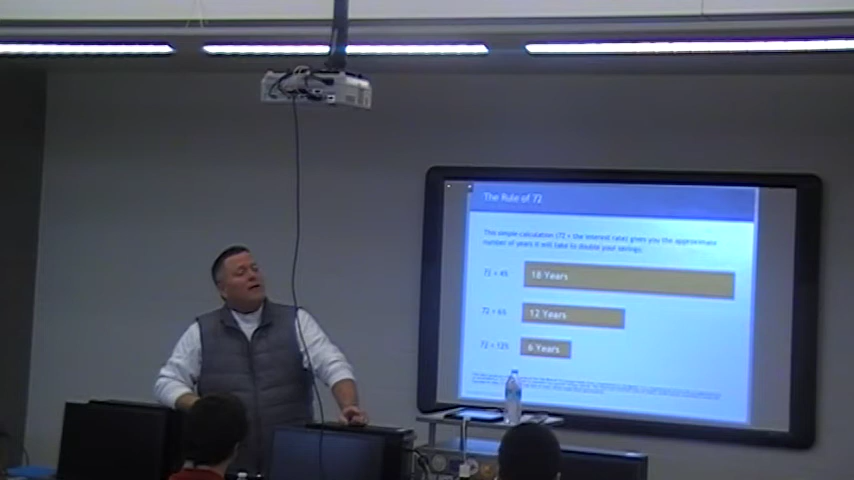 The Rule of 72
This simple calculation (72 ÷ the interest rate) gives you the approximate
number of years it will take to double your savings.
72 ÷ 4%
18 Years
72 ÷ 6%
12 Years
72 ÷ 12%
6 Years